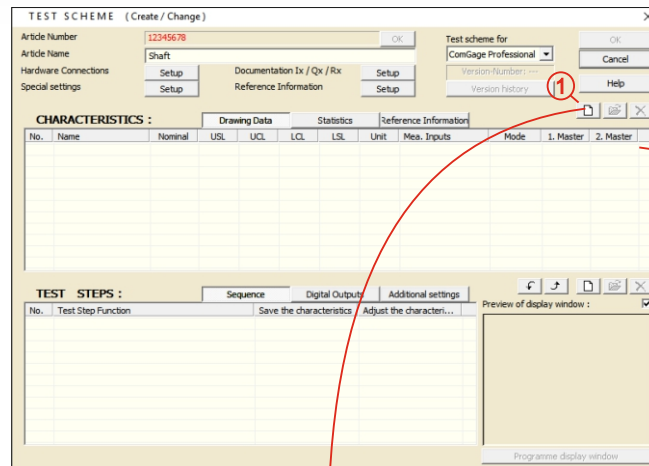 TEST SCHEME (Create / Change)
Article Number 12345678 OK Test scheme for OK
Article Name Shaft ComGage Professional Cancel
Hardware Connections Setup Documentation Ix / Qx / Rx Setup Version-Number: ---
Special settings Setup Reference Information Setup Version history Help
1
CHARACTERISTICS : Drawing Data Statistics Reference Information
No. Name Nominal USL UCL LCL LSL Unit Mea. Inputs Mode 1. Master 2. Master
TEST STEPS : Sequence Digital Outputs Additional settings
Preview of display window :
No. Test Step Function Save the characteristics Adjust the characteri...
Programme display window